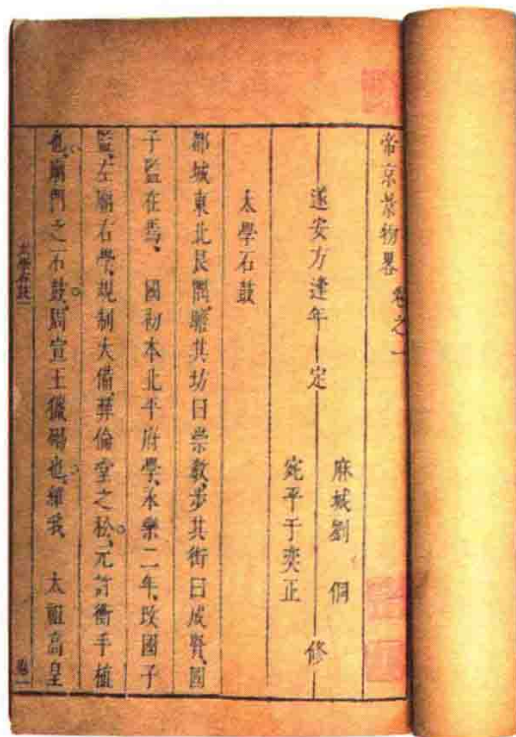 帝京景物畧 卷之一
麻城劉 侗
遂安方逢年 定
宛平于奕正 修
太學石鼓
都城東北艮隅、瞻其坊曰崇教、步其街曰成賢、國
子監在焉、 國初本北平府學、永樂二年、改國子
監、左廟右學、規制大備、彝倫堂之松、元許衡手植
也、廟門之石鼓、周宣王獵碣也、維我 太祖高皇
太學石鼓 卷一